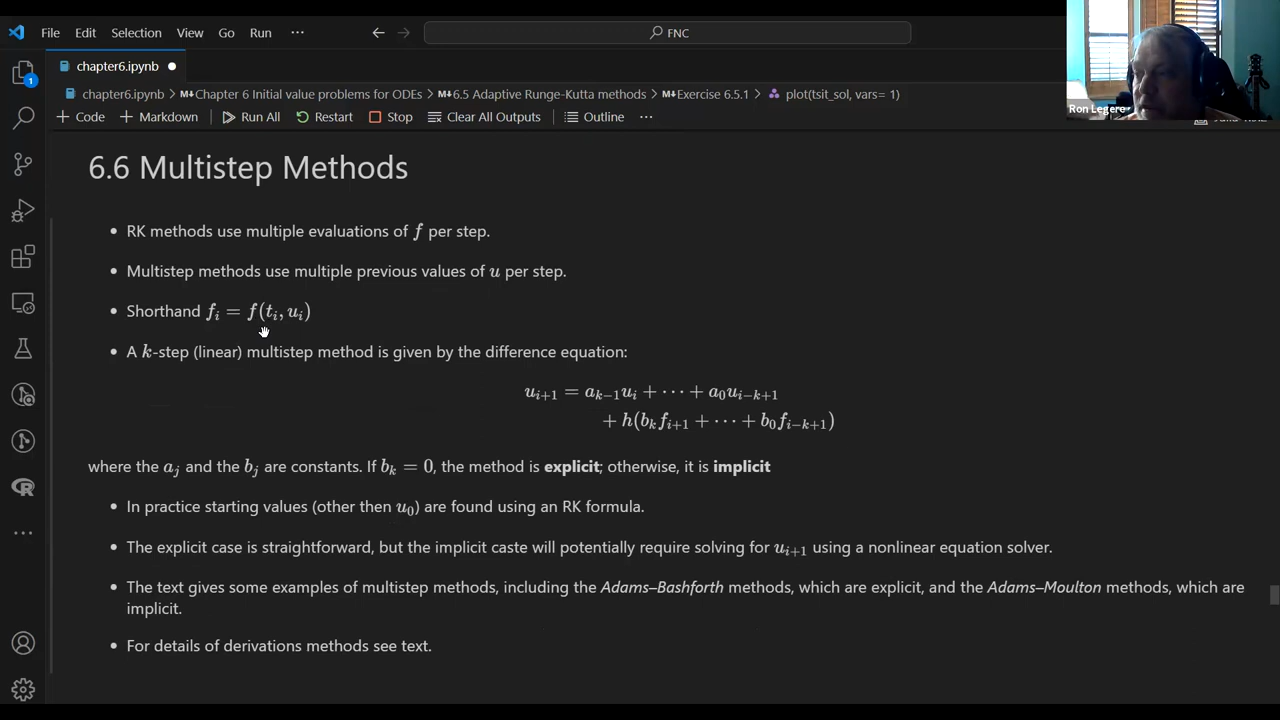 File Edit Selection View Go Run ··· FNC
chapter6.ipynb
chapter6.ipynb > M↓Chapter 6 Initial value problems for ODEs > M↓6.5 Adaptive Runge-Kutta methods > M↓Exercise 6.5.1 > plot(tsit_sol, vars= 1)
Ron Legere
+ Code + Markdown Run All Restart Clear All Outputs Outline ···
1
6.6 Multistep Methods
• RK methods use multiple evaluations of f per step.
• Multistep methods use multiple previous values of u per step.
• Shorthand f_i = f(t_i, u_i)
• A k-step (linear) multistep method is given by the difference equation:
u_{i+1} = a_{k−1}u_i + ⋯ + a_0u_{i−k+1}
+ h(b_kf_{i+1} + ⋯ + b_0f_{i−k+1})
where the a_j and the b_j are constants. If b_k = 0, the method is explicit; otherwise, it is implicit
• In practice starting values (other then u_0) are found using an RK formula.
• The explicit case is straightforward, but the implicit caste will potentially require solving for u_{i+1} using a nonlinear equation solver.
• The text gives some examples of multistep methods, including the Adams–Bashforth methods, which are explicit, and the Adams–Moulton methods, which are
implicit.
• For details of derivations methods see text.